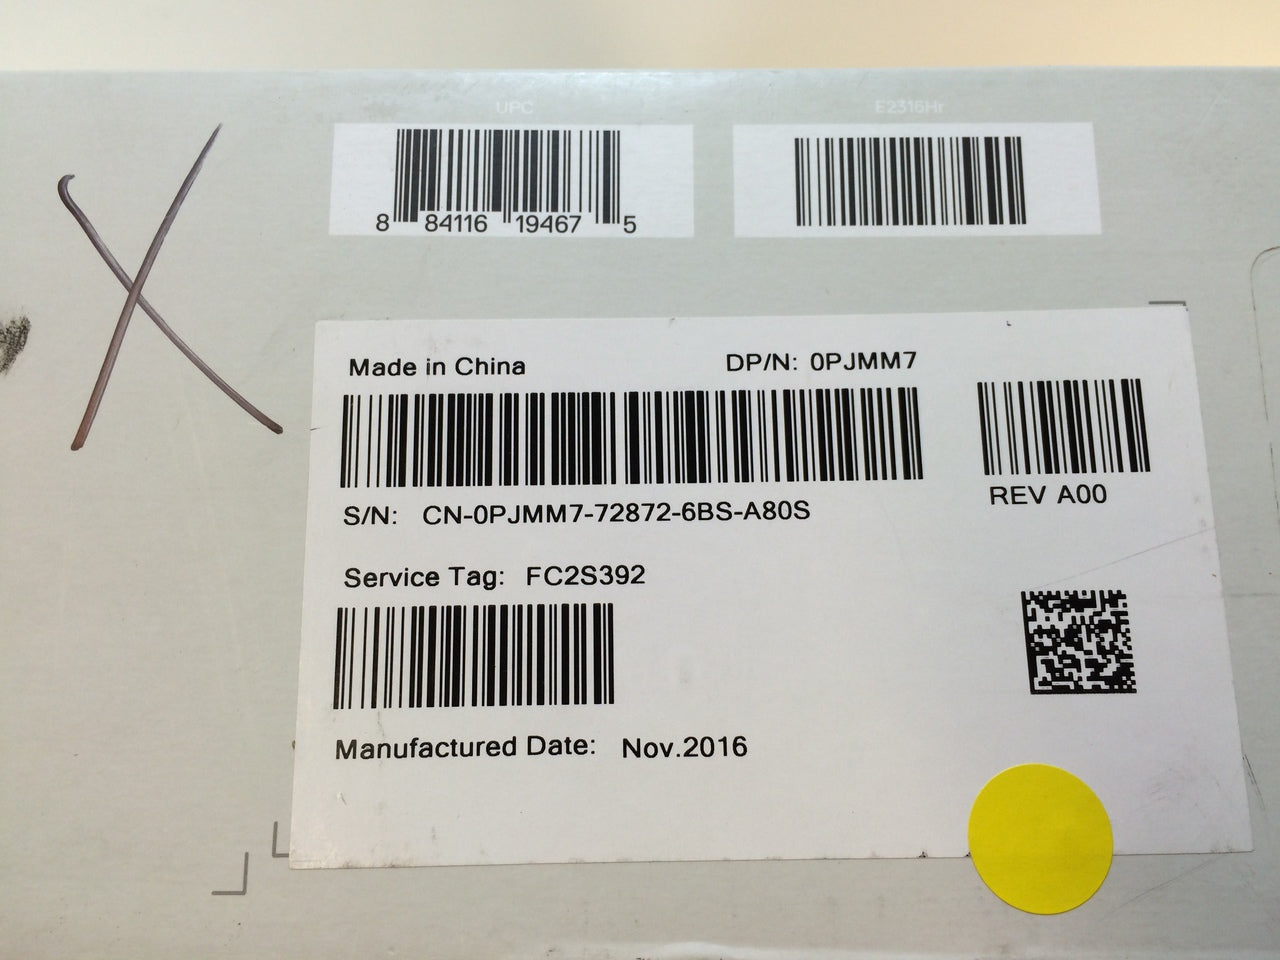 UPC
E2316Hr
8 84116 19467 5
Made in China
DP/N: 0PJMM7
REV A00
S/N: CN-0PJMM7-72872-6BS-A80S
Service Tag: FC2S392
Manufactured Date: Nov.2016
X